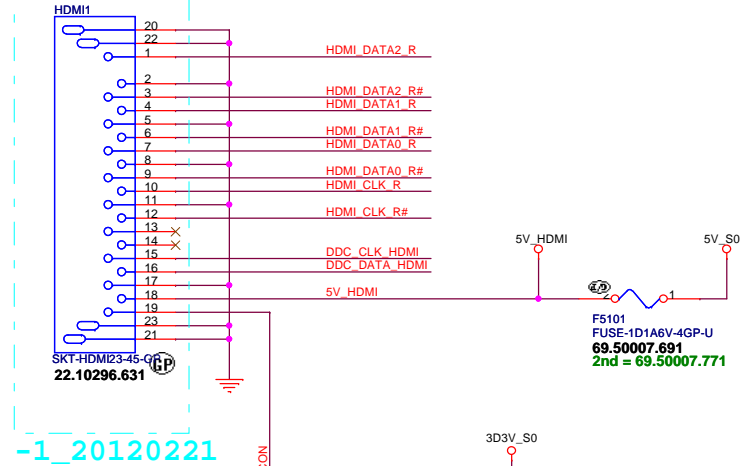 HDMI1
20
22
1
HDMI_DATA2_R
2
3
HDMI_DATA2_R#
4
HDMI_DATA1_R
5
6
HDMI_DATA1_R#
7
HDMI_DATA0_R
8
9
HDMI_DATA0_R#
10
HDMI_CLK_R
11
12
HDMI_CLK_R#
13
14
15
DDC_CLK_HDMI
16
DDC_DATA_HDMI
17
18
5V_HDMI
19
23
21
5V_HDMI
5V_S0
2
1
F5101
FUSE-1D1A6V-4GP-U
69.50007.691
2nd = 69.50007.771
SKT-HDMI23-45-GP
GP
22.10296.631
-1_20120221
CON
3D3V_S0